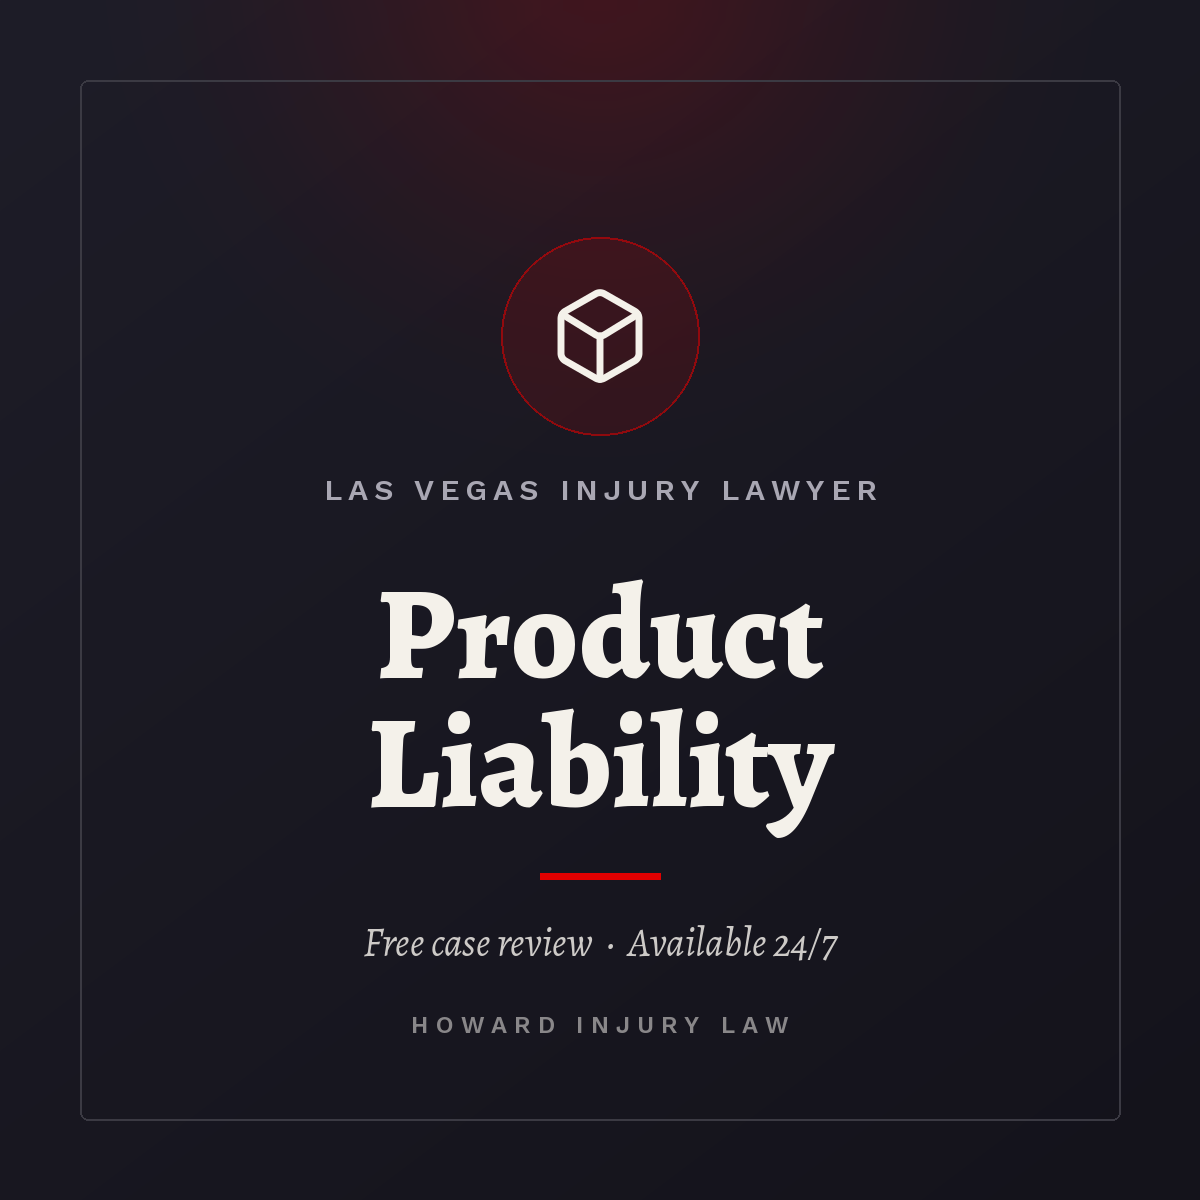 LAS VEGAS INJURY LAWYER
Product
Liability
Free case review · Available 24/7
HOWARD INJURY LAW